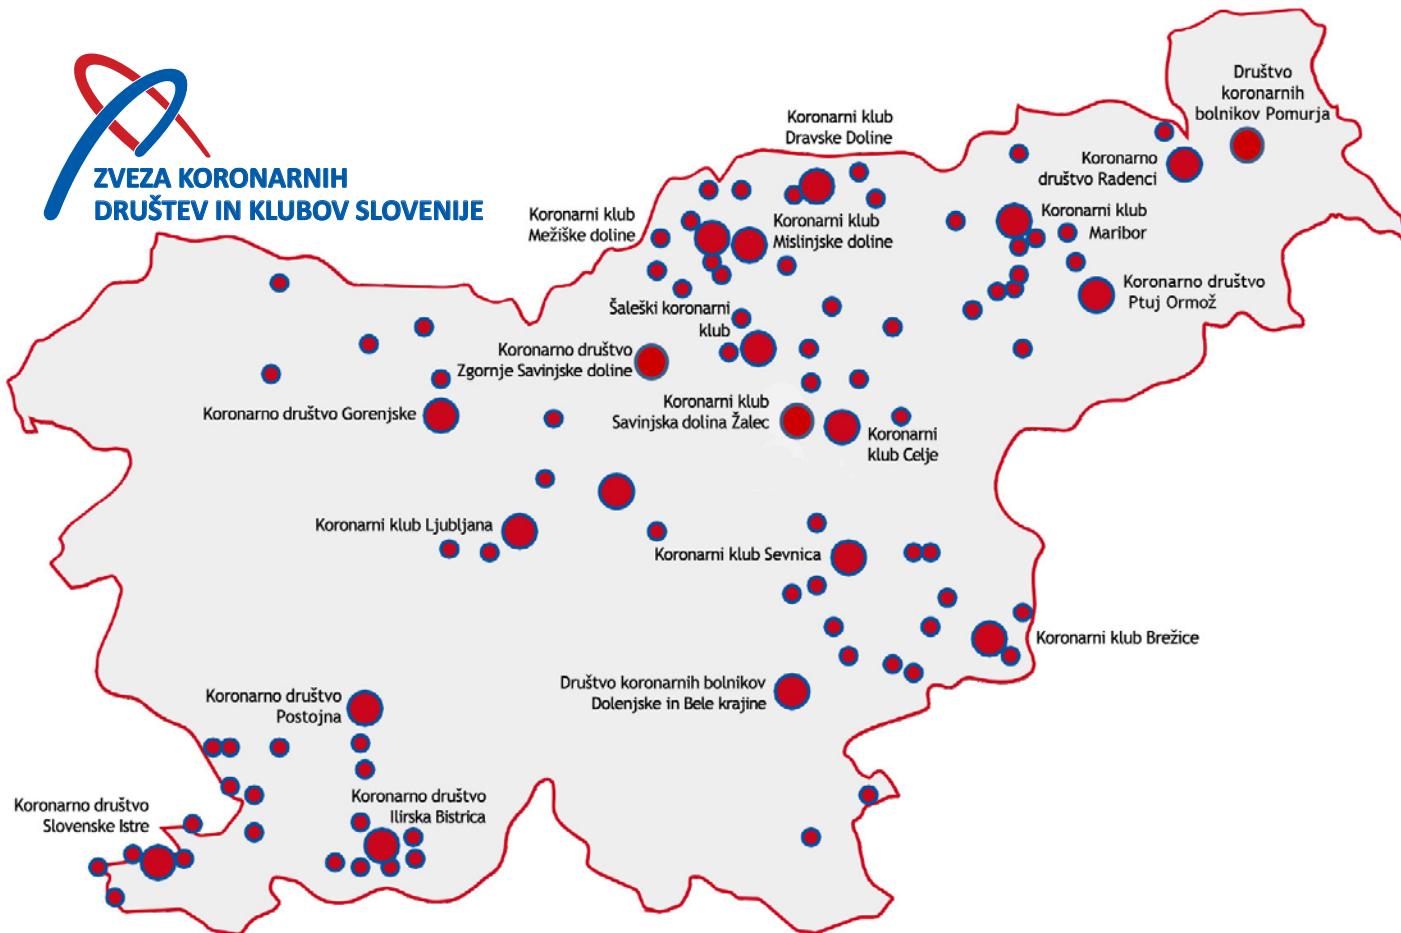 ZVEZA KORONARNIH
DRUŠTEV IN KLUBOV SLOVENIJE
Društvo
koronarnih
bolnikov Pomurja
Koronarni klub
Dravske Doline
Koronarno
društvo Radenci
Koronarni klub
Mežiške doline
Koronarni klub
Mislinjske doline
Koronarni klub
Maribor
Koronarno društvo
Ptuj Ormož
Šaleški koronarni
klub
Koronarno društvo
Zgornje Savinjske doline
Koronarno društvo Gorenjske
Koronarni klub
Savinjska dolina Žalec
Koronarni
klub Celje
Koronarni klub Ljubljana
Koronarni klub Sevnica
Koronarni klub Brežice
Društvo koronarnih bolnikov
Dolenjske in Bele krajine
Koronarno društvo
Postojna
Koronarno društvo
Ilirska Bistrica
Koronarno društvo
Slovenske Istre